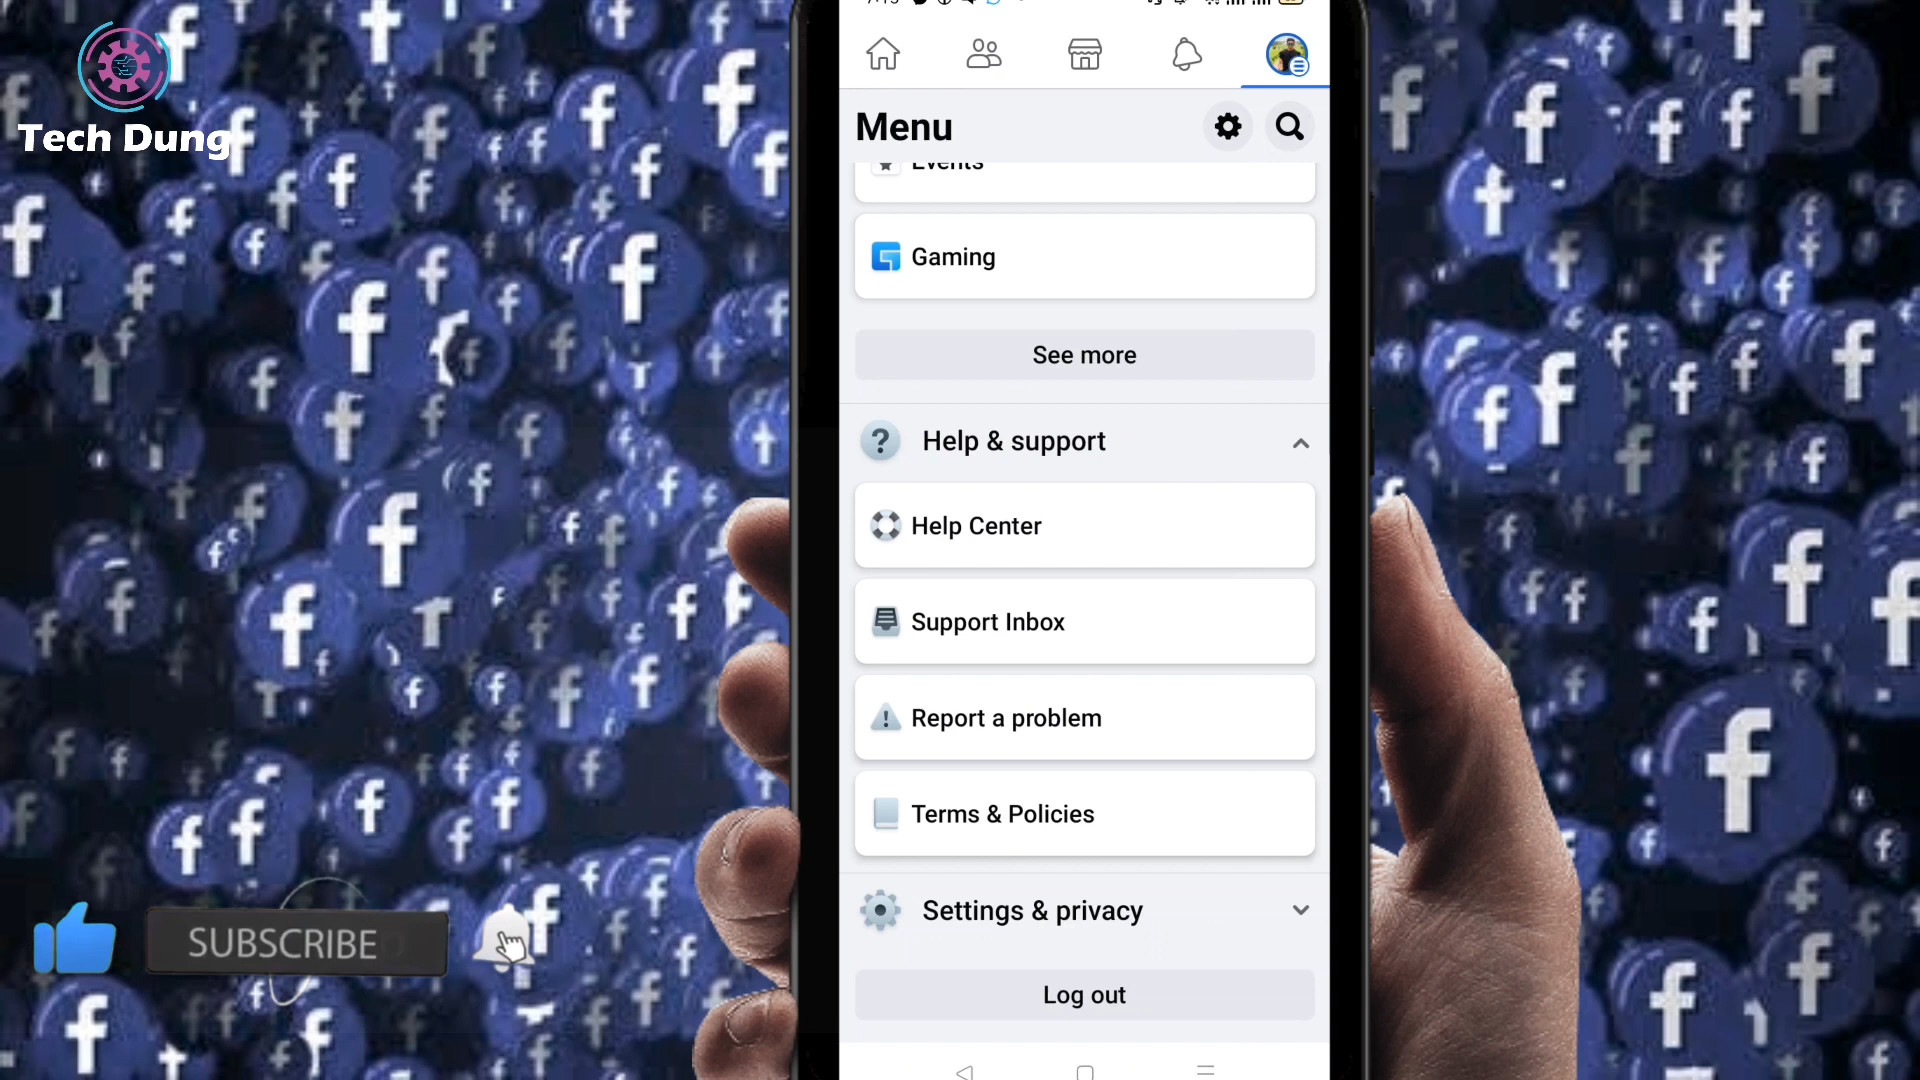 Tech Dung
Menu
Events
Gaming
See more
Help & support
Help Center
Support Inbox
Report a problem
Terms & Policies
Settings & privacy
Log out
SUBSCRIBE